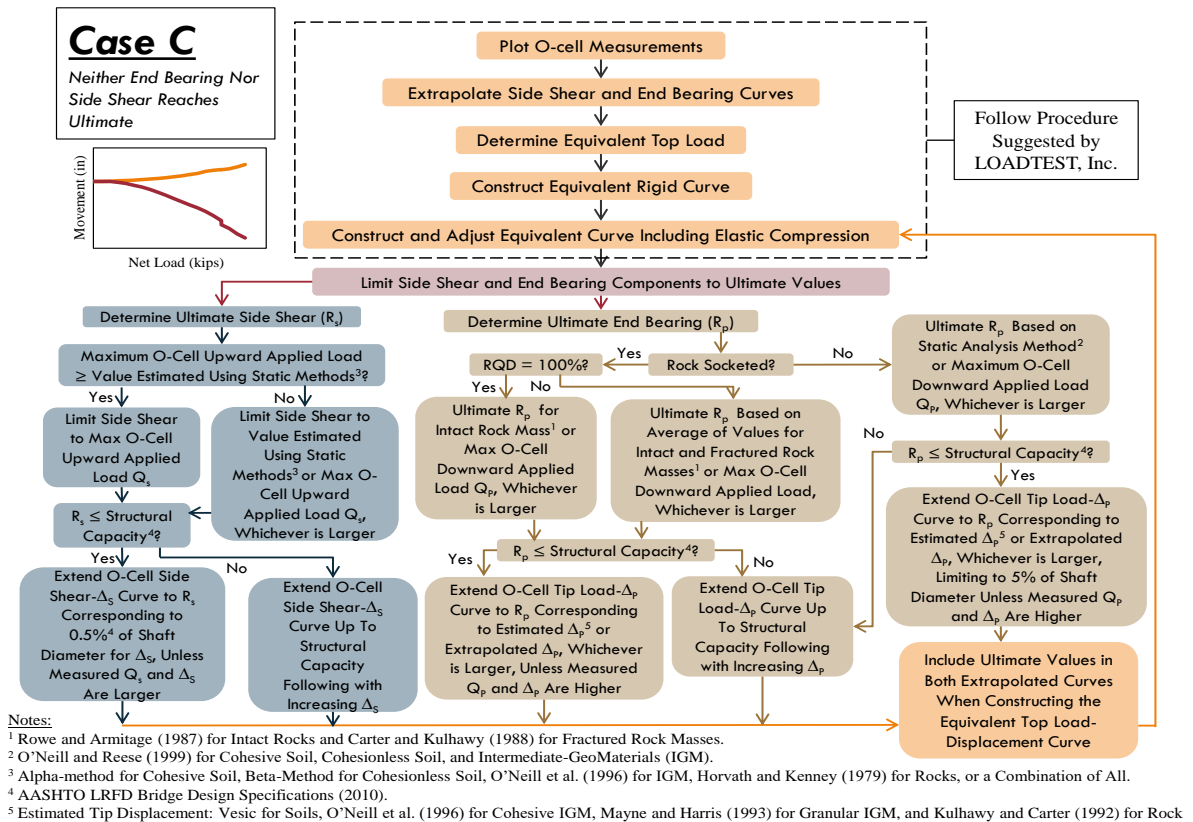 Case C
Neither End Bearing Nor
Side Shear Reaches
Ultimate
Movement (in)
Net Load (kips)
Plot O-cell Measurements
Extrapolate Side Shear and End Bearing Curves
Determine Equivalent Top Load
Construct Equivalent Rigid Curve
Construct and Adjust Equivalent Curve Including Elastic Compression
Follow Procedure
Suggested by
LOADTEST, Inc.
Limit Side Shear and End Bearing Components to Ultimate Values
Determine Ultimate Side Shear (Rs)
Maximum O-Cell Upward Applied Load
≥ Value Estimated Using Static Methods³?
Yes
No
Limit Side Shear
to Max O-Cell
Upward Applied
Load Qs
Limit Side Shear to
Value Estimated
Using Static
Methods³ or Max O-
Cell Upward
Applied Load Qs,
Whichever is Larger
Rs ≤ Structural
Capacity⁴?
Yes
No
Extend O-Cell Side
Shear-ΔS Curve to Rs
Corresponding to
0.5%⁴ of Shaft
Diameter for ΔS, Unless
Measured Qs and ΔS
Are Larger
Extend O-Cell
Side Shear-ΔS
Curve Up To
Structural
Capacity
Following with
Increasing ΔS
Determine Ultimate End Bearing (Rp)
Rock Socketed?
Yes
No
RQD = 100%?
Yes
No
Ultimate Rp for
Intact Rock Mass¹ or
Max O-Cell
Downward Applied
Load QP, Whichever
is Larger
Ultimate Rp Based on
Average of Values for
Intact and Fractured Rock
Masses¹ or Max O-Cell
Downward Applied Load,
Whichever is Larger
Rp ≤ Structural Capacity⁴?
Yes
No
Extend O-Cell Tip Load-ΔP
Curve to Rp Corresponding
to Estimated ΔP⁵ or
Extrapolated ΔP, Whichever
is Larger, Unless Measured
QP and ΔP Are Higher
Extend O-Cell Tip
Load-ΔP Curve Up
To Structural
Capacity Following
with Increasing ΔP
Ultimate Rp Based on
Static Analysis Method²
or Maximum O-Cell
Downward Applied Load
QP, Whichever is Larger
No
Rp ≤ Structural Capacity⁴?
Yes
Extend O-Cell Tip Load-ΔP
Curve to Rp Corresponding to
Estimated ΔP⁵ or Extrapolated
ΔP, Whichever is Larger,
Limiting to 5% of Shaft
Diameter Unless Measured QP
and ΔP Are Higher
Include Ultimate Values in
Both Extrapolated Curves
When Constructing the
Equivalent Top Load-
Displacement Curve
Notes:
¹ Rowe and Armitage (1987) for Intact Rocks and Carter and Kulhawy (1988) for Fractured Rock Masses.
² O'Neill and Reese (1999) for Cohesive Soil, Cohesionless Soil, and Intermediate-GeoMaterials (IGM).
³ Alpha-method for Cohesive Soil, Beta-Method for Cohesionless Soil, O'Neill et al. (1996) for IGM, Horvath and Kenney (1979) for Rocks, or a Combination of All.
⁴ AASHTO LRFD Bridge Design Specifications (2010).
⁵ Estimated Tip Displacement: Vesic for Soils, O'Neill et al. (1996) for Cohesive IGM, Mayne and Harris (1993) for Granular IGM, and Kulhawy and Carter (1992) for Rock